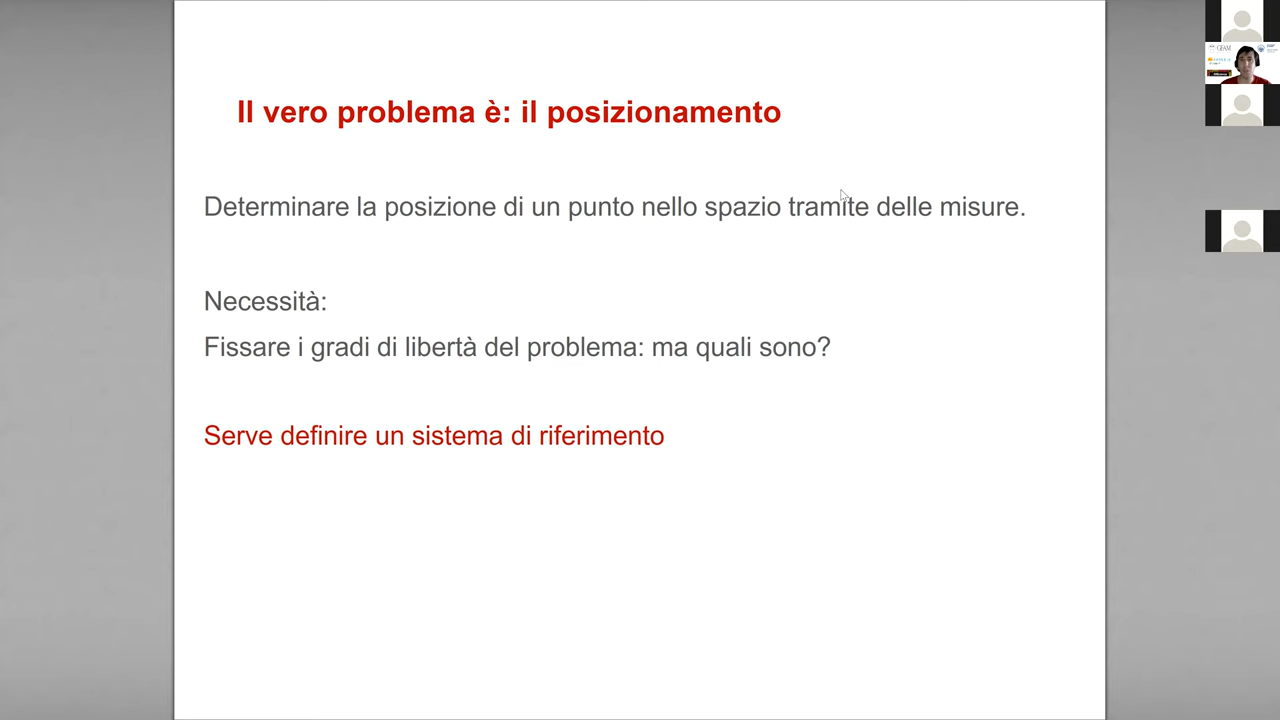 Il vero problema è: il posizionamento
Determinare la posizione di un punto nello spazio tramite delle misure.
Necessità:
Fissare i gradi di libertà del problema: ma quali sono?
Serve definire un sistema di riferimento
GEAM